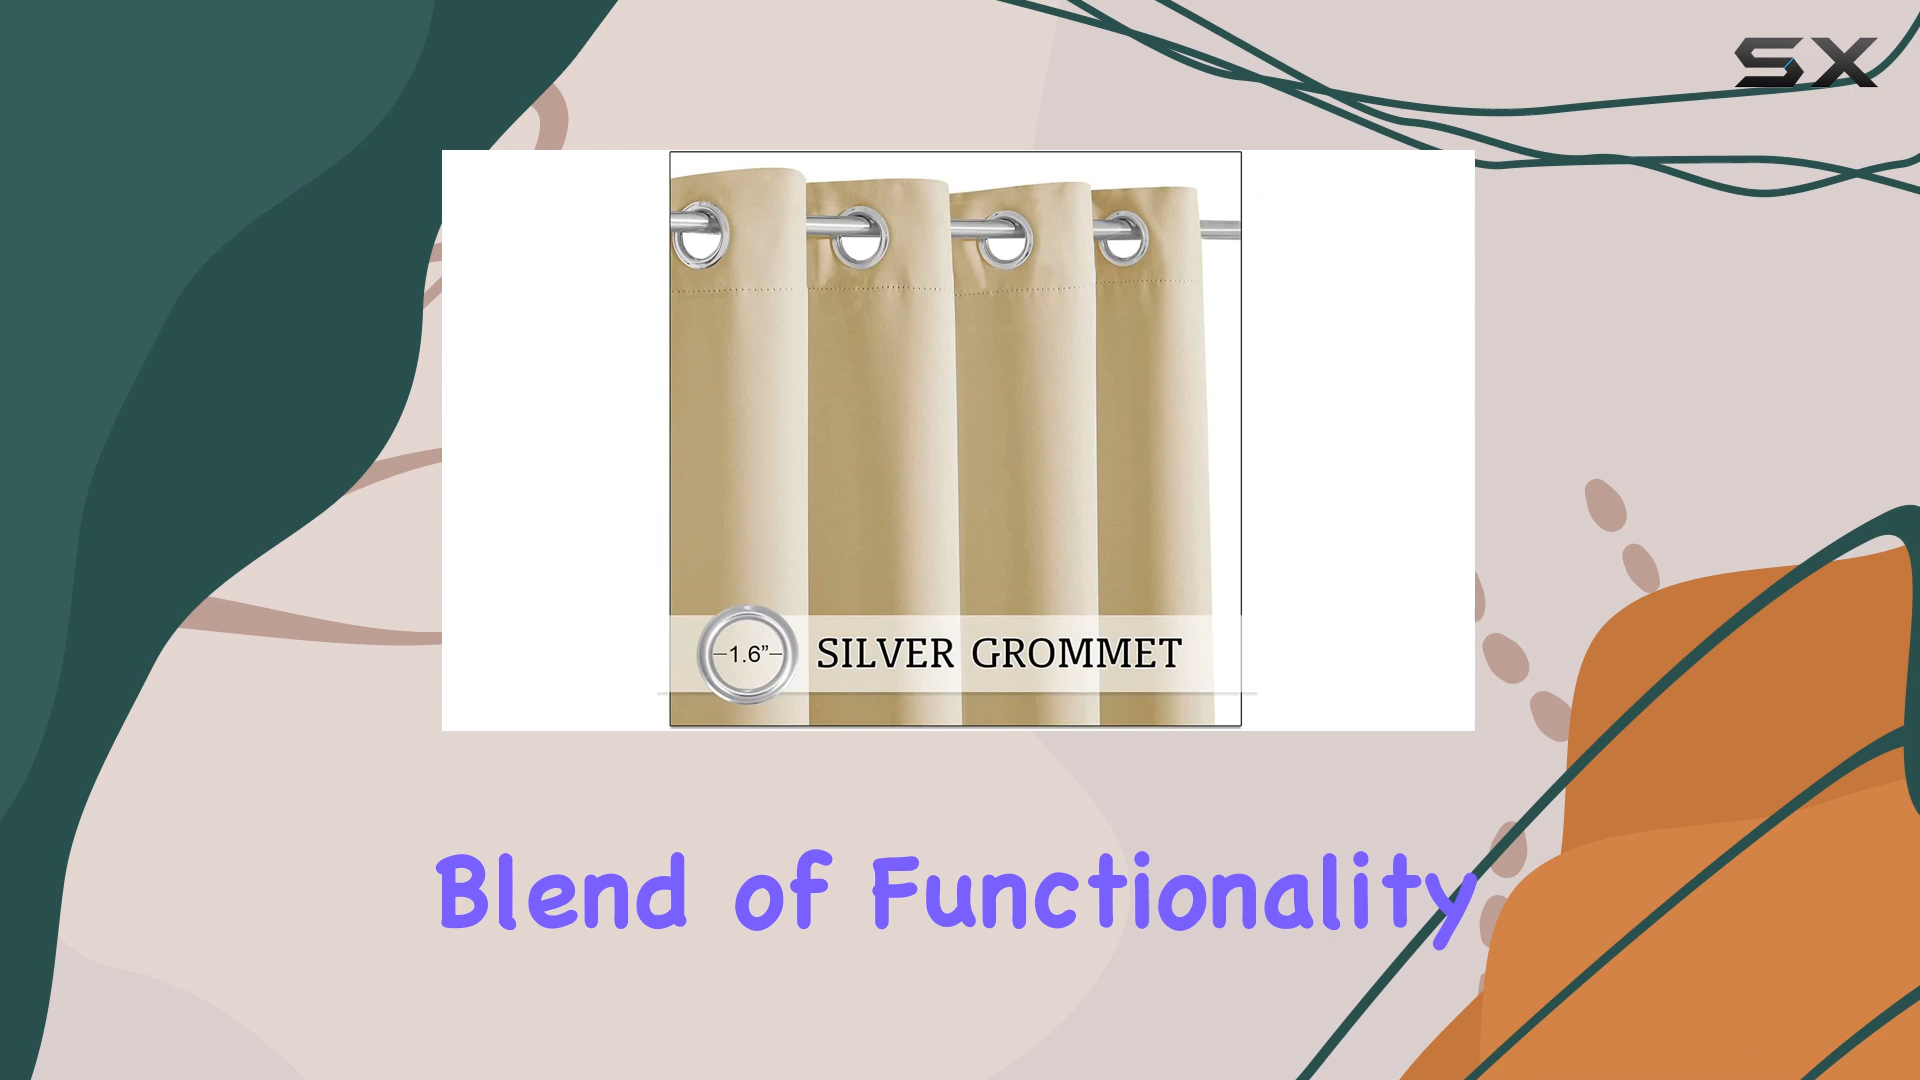 SX
1.6”
SILVER GROMMET
Blend of Functionality